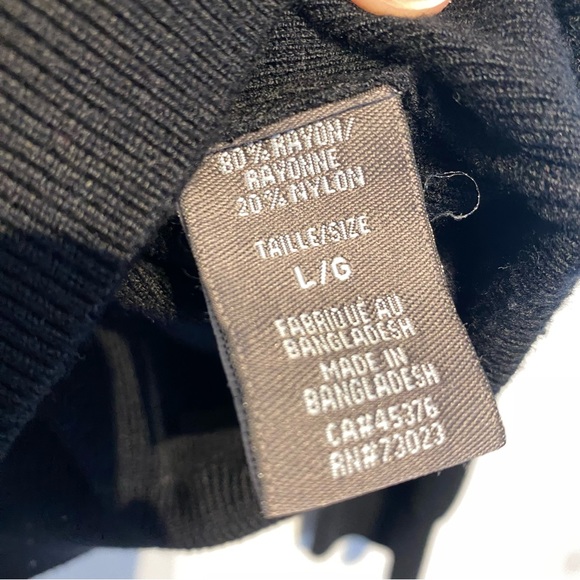 80% RAYON/
RAYONNE
20% NYLON
TAILLE/SIZE
L/G
FABRIQUÉ AU
BANGLADESH
MADE IN
BANGLADESH
CA#45376
RN#73023